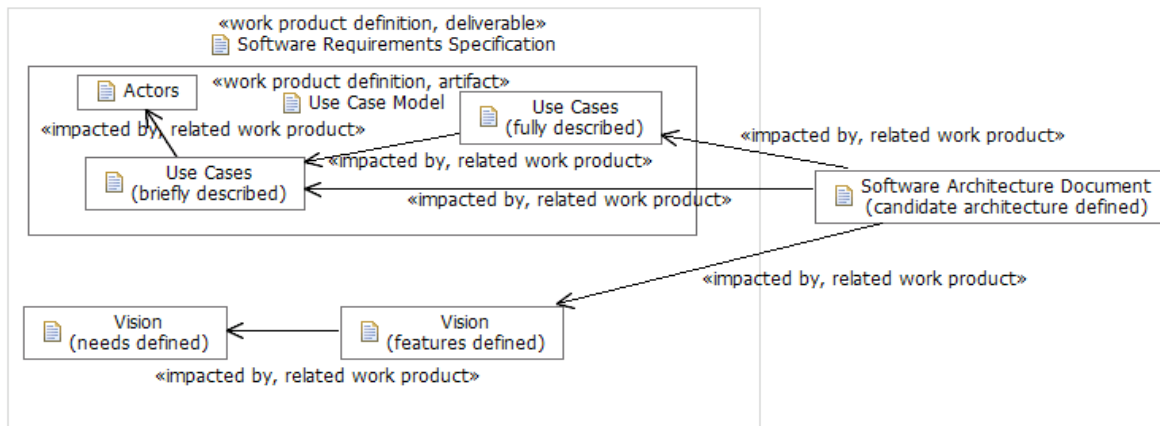 «work product definition, deliverable»
Software Requirements Specification
«work product definition, artifact»
Actors
Use Case Model
Use Cases
(fully described)
«impacted by, related work product»
«impacted by, related work product»
«impacted by, related work product»
Use Cases
(briefly described)
«impacted by, related work product»
Software Architecture Document
(candidate architecture defined)
«impacted by, related work product»
Vision
(needs defined)
Vision
(features defined)
«impacted by, related work product»